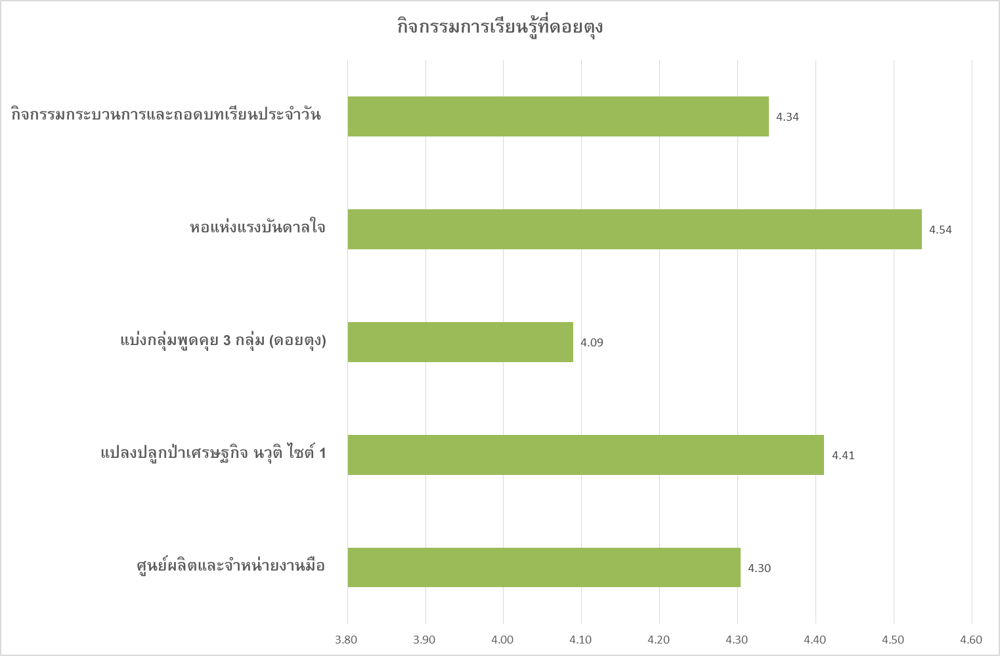 กิจกรรมการเรียนรู้ที่ดอยตุง
กิจกรรมกระบวนการและถอดบทเรียนประจำวัน
4.34
หอแห่งแรงบันดาลใจ
4.54
แบ่งกลุ่มพูดคุย 3 กลุ่ม (ดอยตุง)
4.09
แปลงปลูกป่าเศรษฐกิจ นวุติ ไซต์ 1
4.41
ศูนย์ผลิตและจำหน่ายงานมือ
4.30
3.80 3.90 4.00 4.10 4.20 4.30 4.40 4.50 4.60